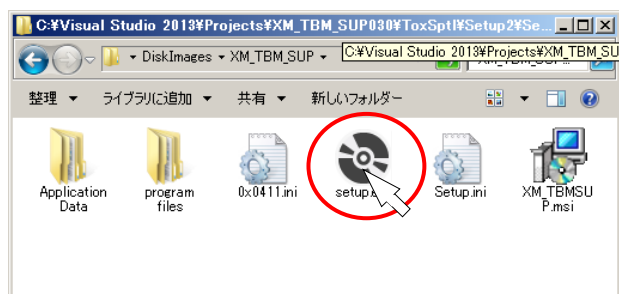 C:¥Visual Studio 2013¥Projects¥XM_TBM_SUP030¥ToxSptl¥Setup2¥Se...
DiskImages XM_TBM_SUP
C:¥Visual Studio 2013¥Projects¥XM_TBM_SU
整理 ライブラリに追加 共有 新しいフォルダー
Application Data
program files
0x0411.ini
setup.
Setup.ini
XM_TBMSU
P.msi